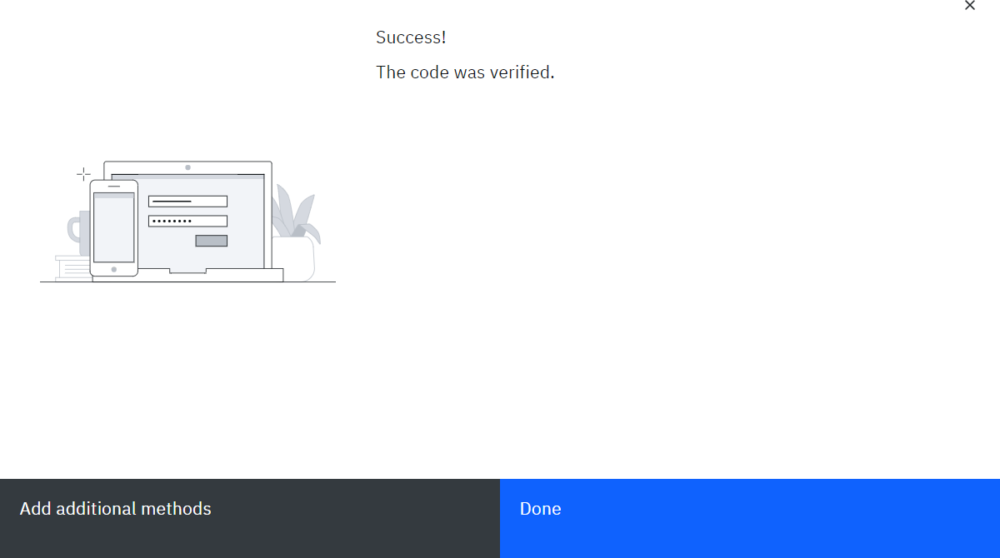 Success!
The code was verified.
Add additional methods
Done